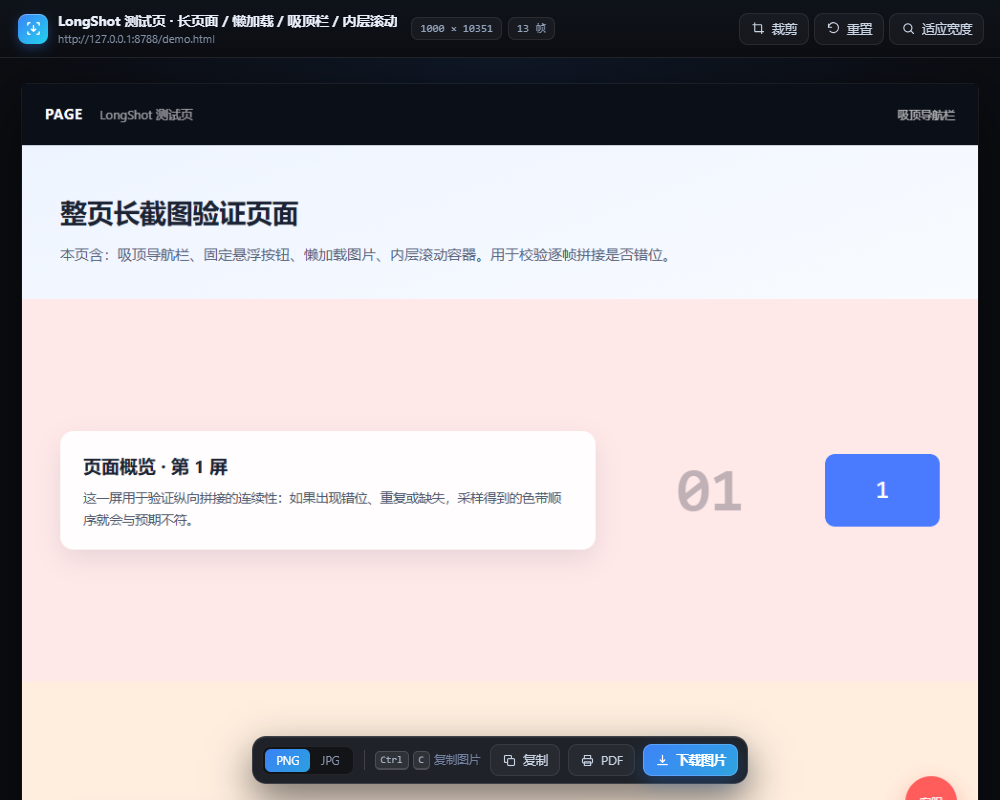 LongShot 测试页 · 长页面 / 懒加载 / 吸顶栏 / 内层滚动
http://127.0.0.1:8788/demo.html
1000 × 10351
13 帧
裁剪
重置
适应宽度
PAGE LongShot 测试页
吸顶导航栏
整页长截图验证页面
本页含：吸顶导航栏、固定悬浮按钮、懒加载图片、内层滚动容器。用于校验逐帧拼接是否错位。
页面概览 · 第 1 屏
这一屏用于验证纵向拼接的连续性：如果出现错位、重复或缺失，采样得到的色带顺
序就会与预期不符。
01
1
PNG JPG Ctrl C 复制图片 复制 PDF 下载图片